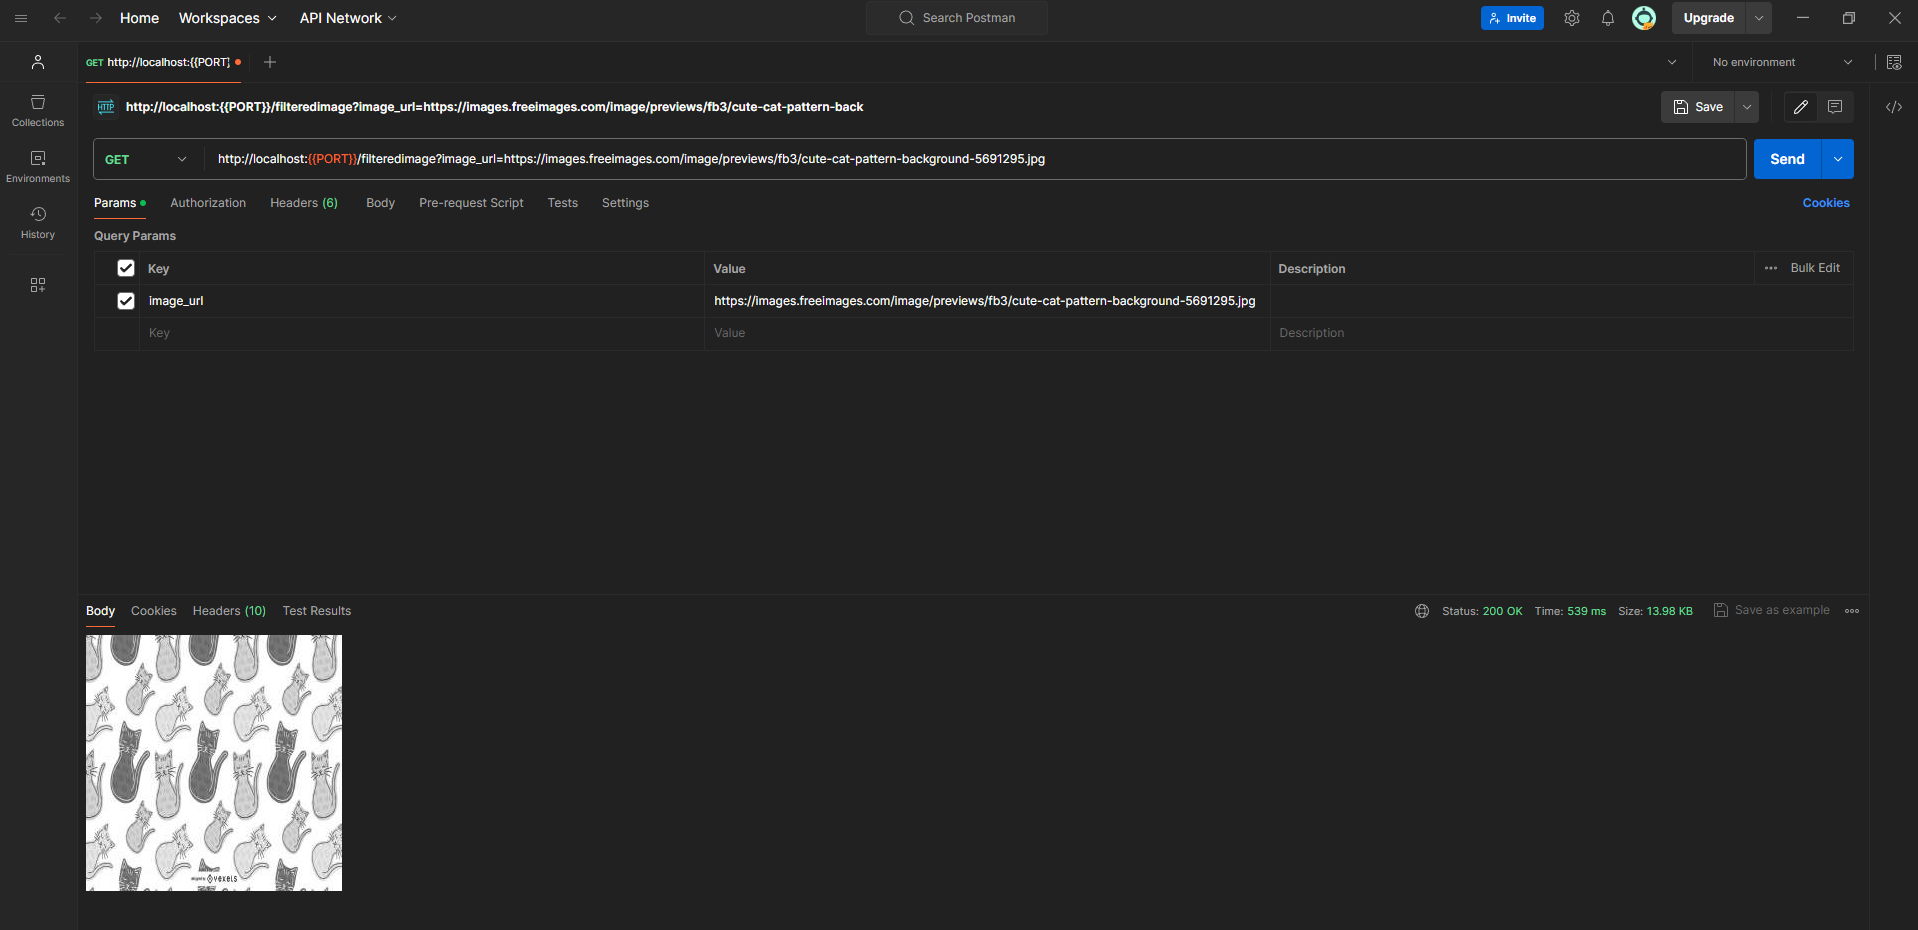 Home Workspaces API Network Search Postman Invite Upgrade
GET http://localhost:{{PORT} No environment
HTTP http://localhost:{{PORT}}/filteredimage?image_url=https://images.freeimages.com/image/previews/fb3/cute-cat-pattern-back Save
Collections
GET http://localhost:{{PORT}}/filteredimage?image_url=https://images.freeimages.com/image/previews/fb3/cute-cat-pattern-background-5691295.jpg Send
Environments
Params Authorization Headers (6) Body Pre-request Script Tests Settings Cookies
History
Query Params
Key Value Description Bulk Edit
image_url https://images.freeimages.com/image/previews/fb3/cute-cat-pattern-background-5691295.jpg
Key Value Description
Body Cookies Headers (10) Test Results Status: 200 OK Time: 539 ms Size: 13.98 KB Save as example
vexels